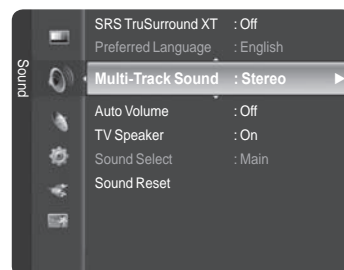 Sound
SRS TruSurround XT : Off
Preferred Language : English
Multi-Track Sound : Stereo
Auto Volume : Off
TV Speaker : On
Sound Select : Main
Sound Reset